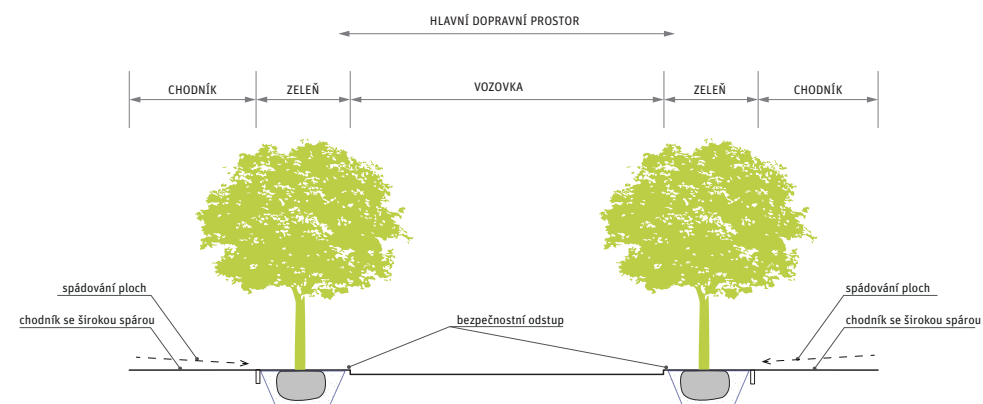 HLAVNÍ DOPRAVNÍ PROSTOR
CHODNÍK
ZELEŇ
VOZOVKA
ZELEŇ
CHODNÍK
spádování ploch
spádování ploch
chodník se širokou spárou
bezpečnostní odstup
chodník se širokou spárou